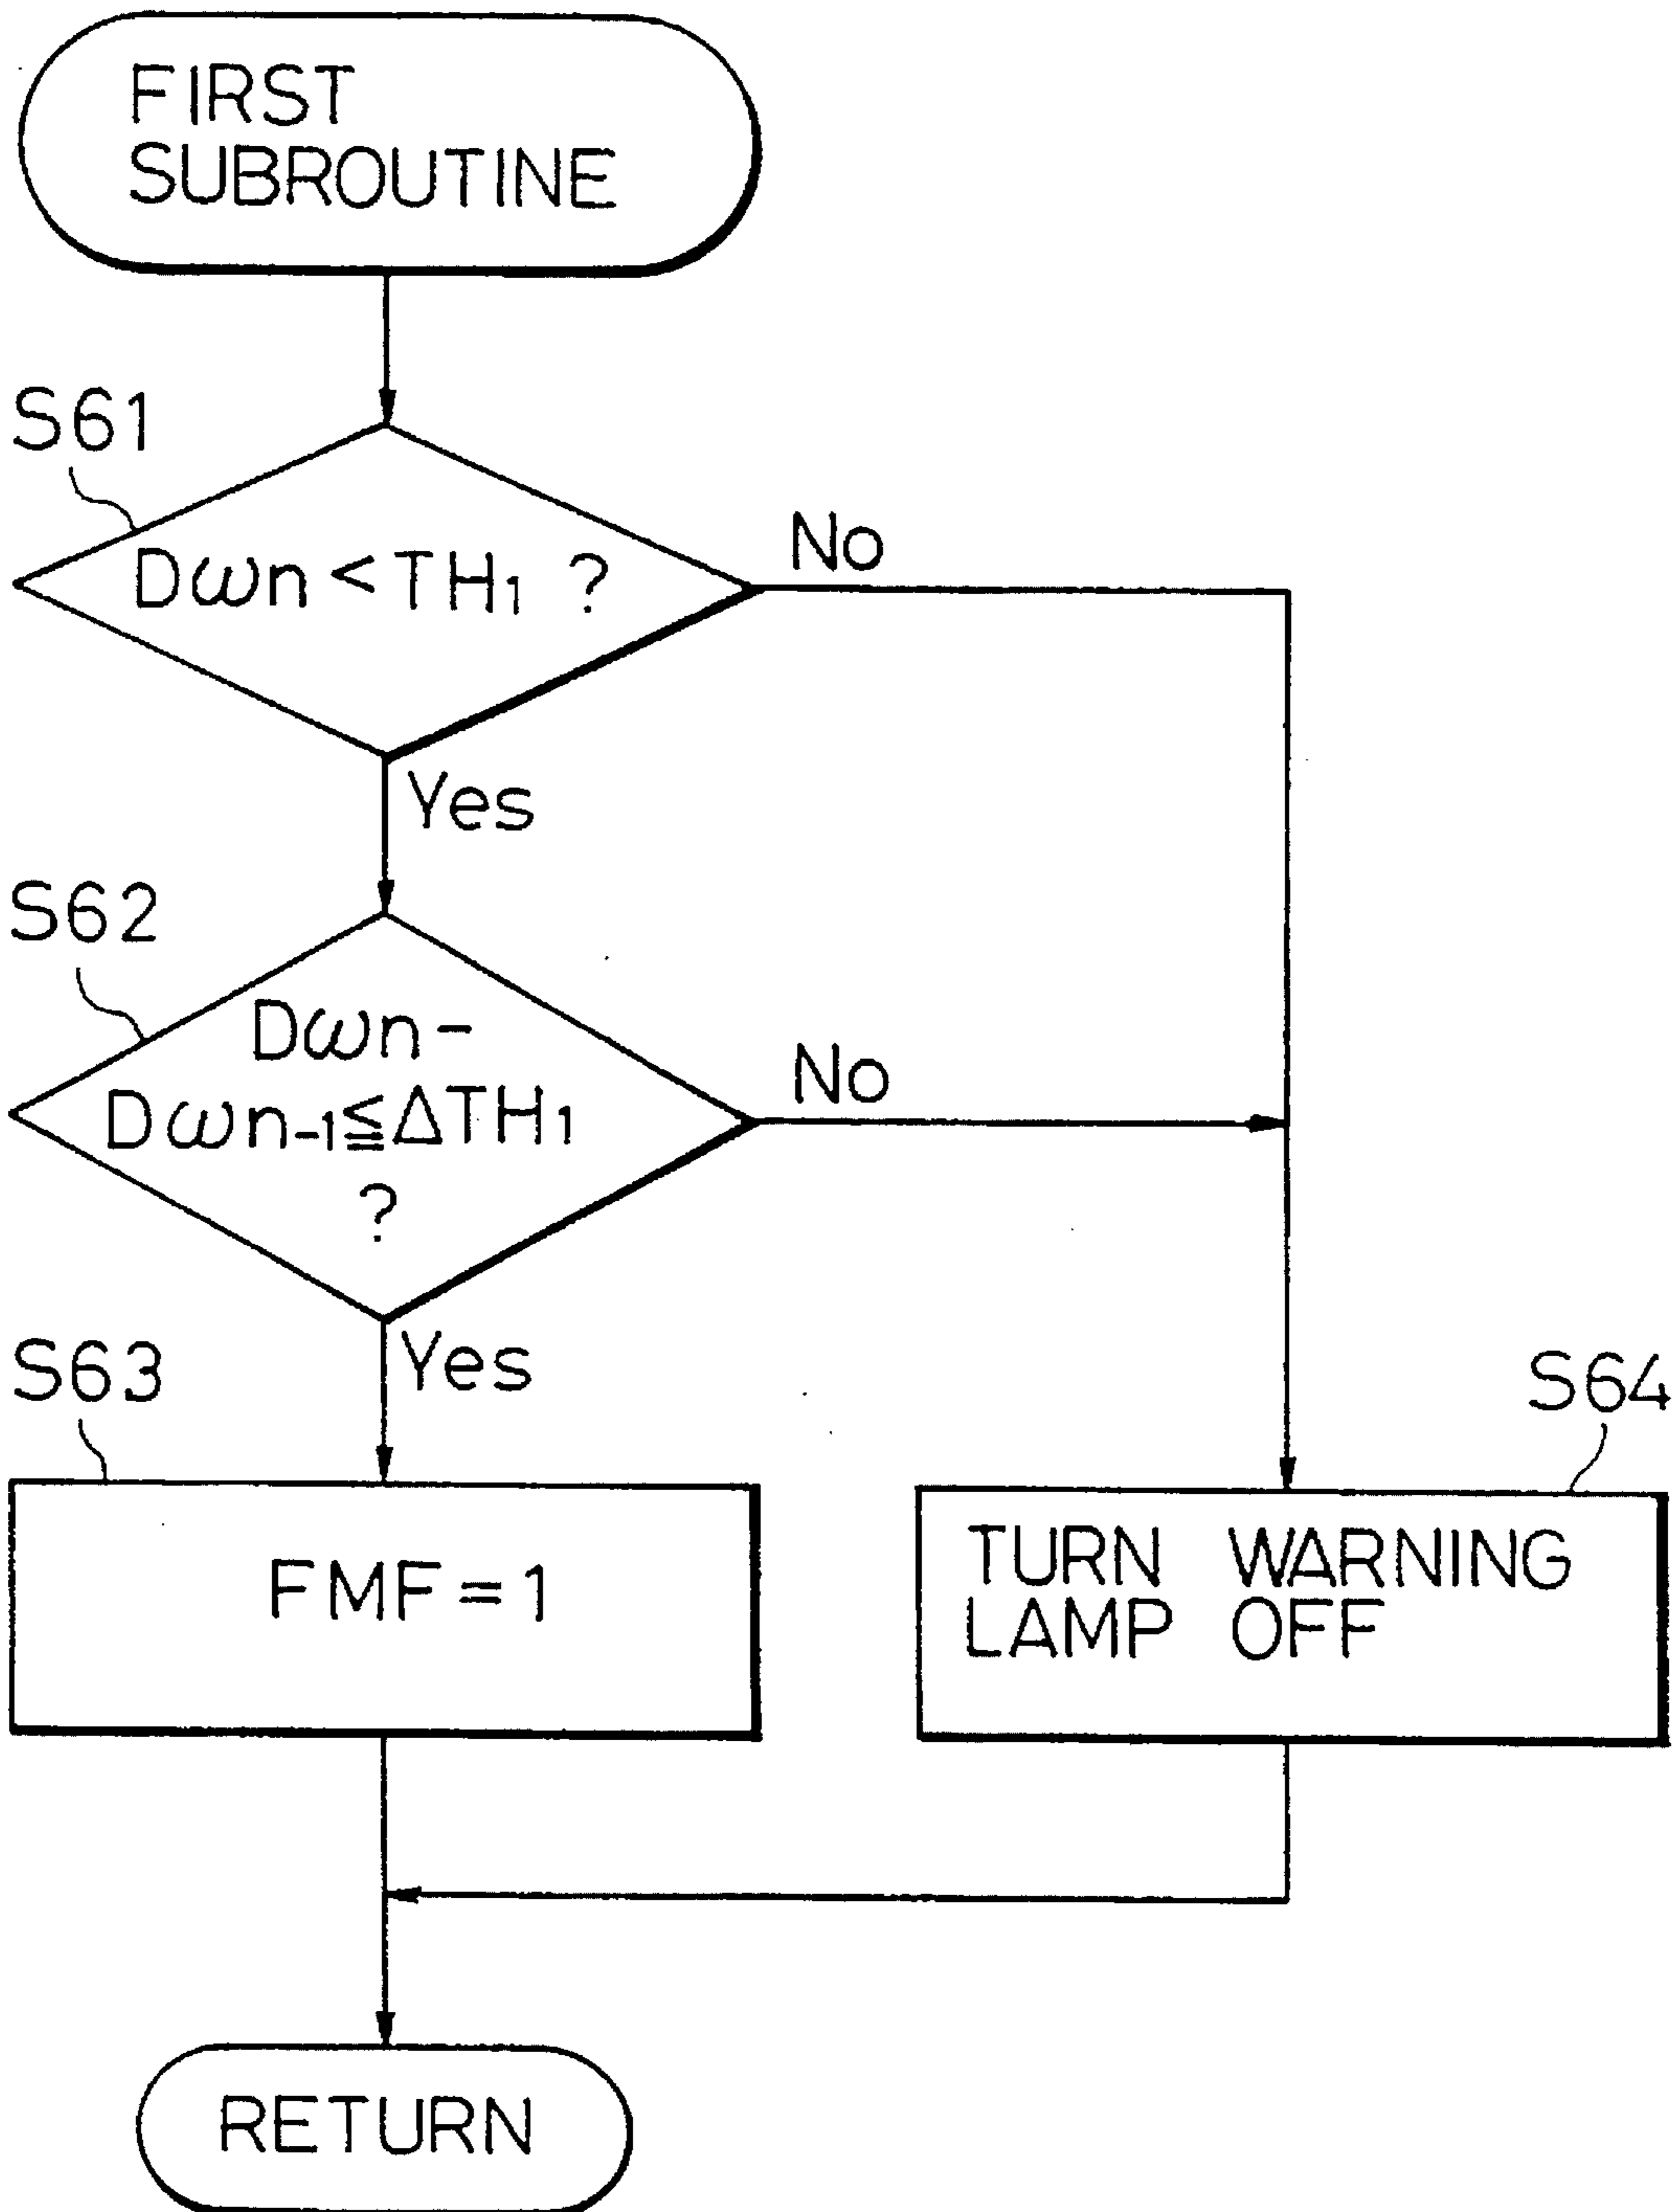 FIRST
SUBROUTINE
S61
Dωn < TH₁ ?
No
Yes
S62
Dωn-
Dωn₋₁≦ΔTH₁
?
No
Yes
S63
FMF=1
S64
TURN WARNING
LAMP OFF
RETURN